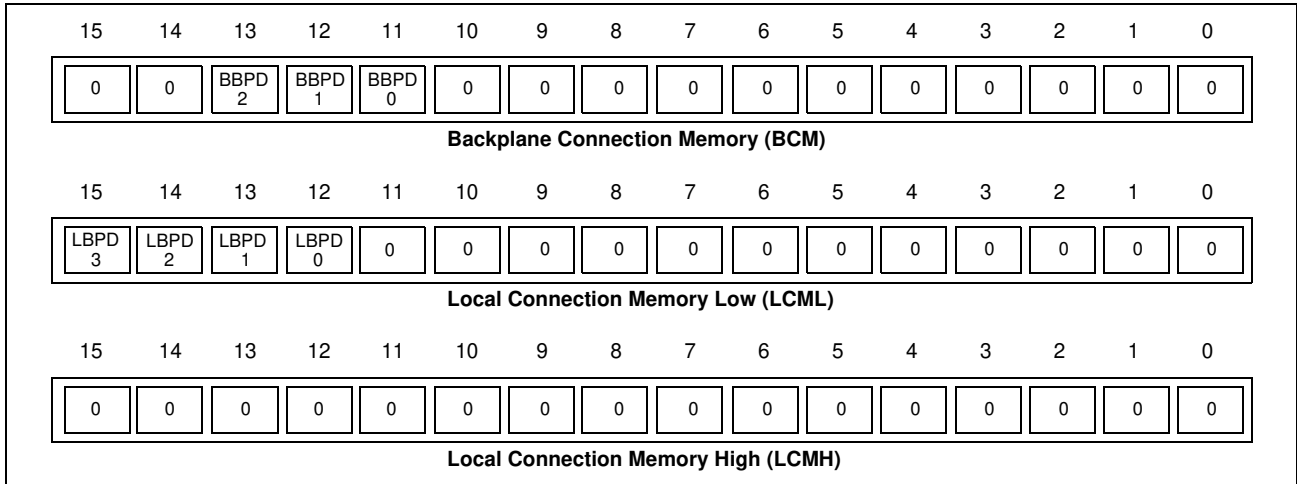 15 14 13 12 11 10 9 8 7 6 5 4 3 2 1 0
0 0 BBPD 2 BBPD 1 BBPD 0 0 0 0 0 0 0 0 0 0 0 0
Backplane Connection Memory (BCM)
15 14 13 12 11 10 9 8 7 6 5 4 3 2 1 0
LBPD 3 LBPD 2 LBPD 1 LBPD 0 0 0 0 0 0 0 0 0 0 0 0 0
Local Connection Memory Low (LCML)
15 14 13 12 11 10 9 8 7 6 5 4 3 2 1 0
0 0 0 0 0 0 0 0 0 0 0 0 0 0 0 0
Local Connection Memory High (LCMH)